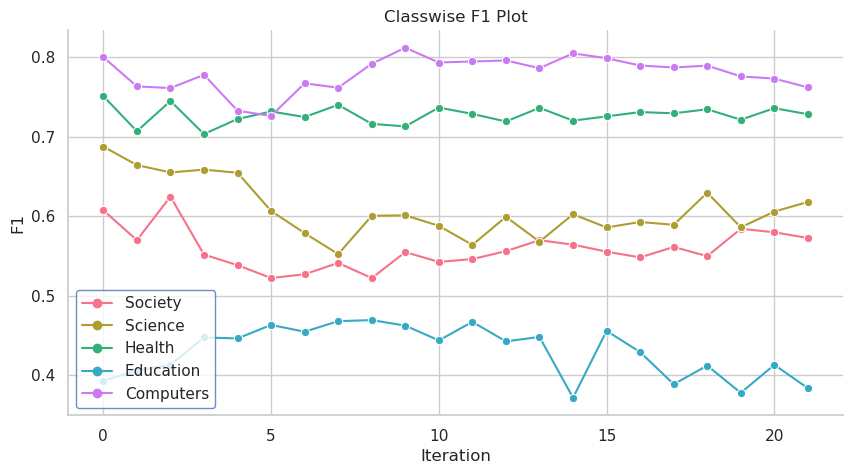 Classwise F1 Plot
F1
0.8
0.7
0.6
0.5
0.4
Society
Science
Health
Education
Computers
0 5 10 15 20
Iteration